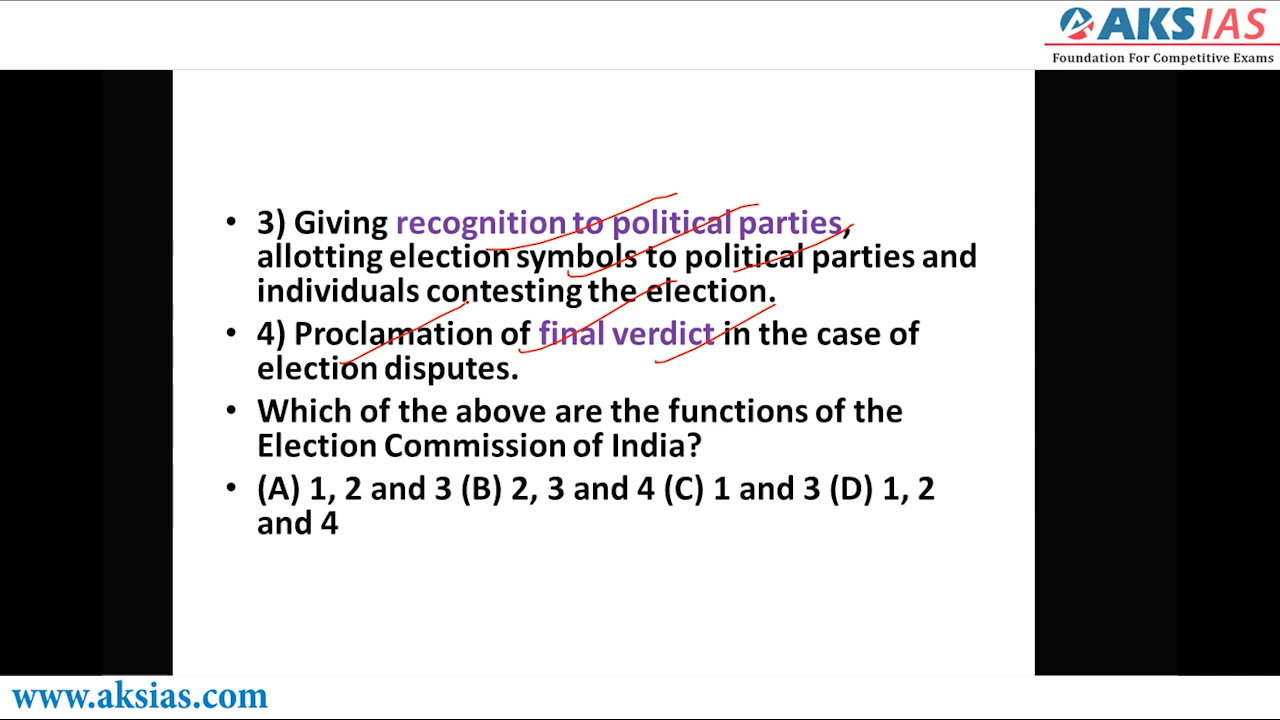 AKS IAS
Foundation For Competitive Exams
• 3) Giving recognition to political parties,
allotting election symbols to political parties and
individuals contesting the election.
• 4) Proclamation of final verdict in the case of
election disputes.
• Which of the above are the functions of the
Election Commission of India?
• (A) 1, 2 and 3 (B) 2, 3 and 4 (C) 1 and 3 (D) 1, 2
and 4
www.aksias.com